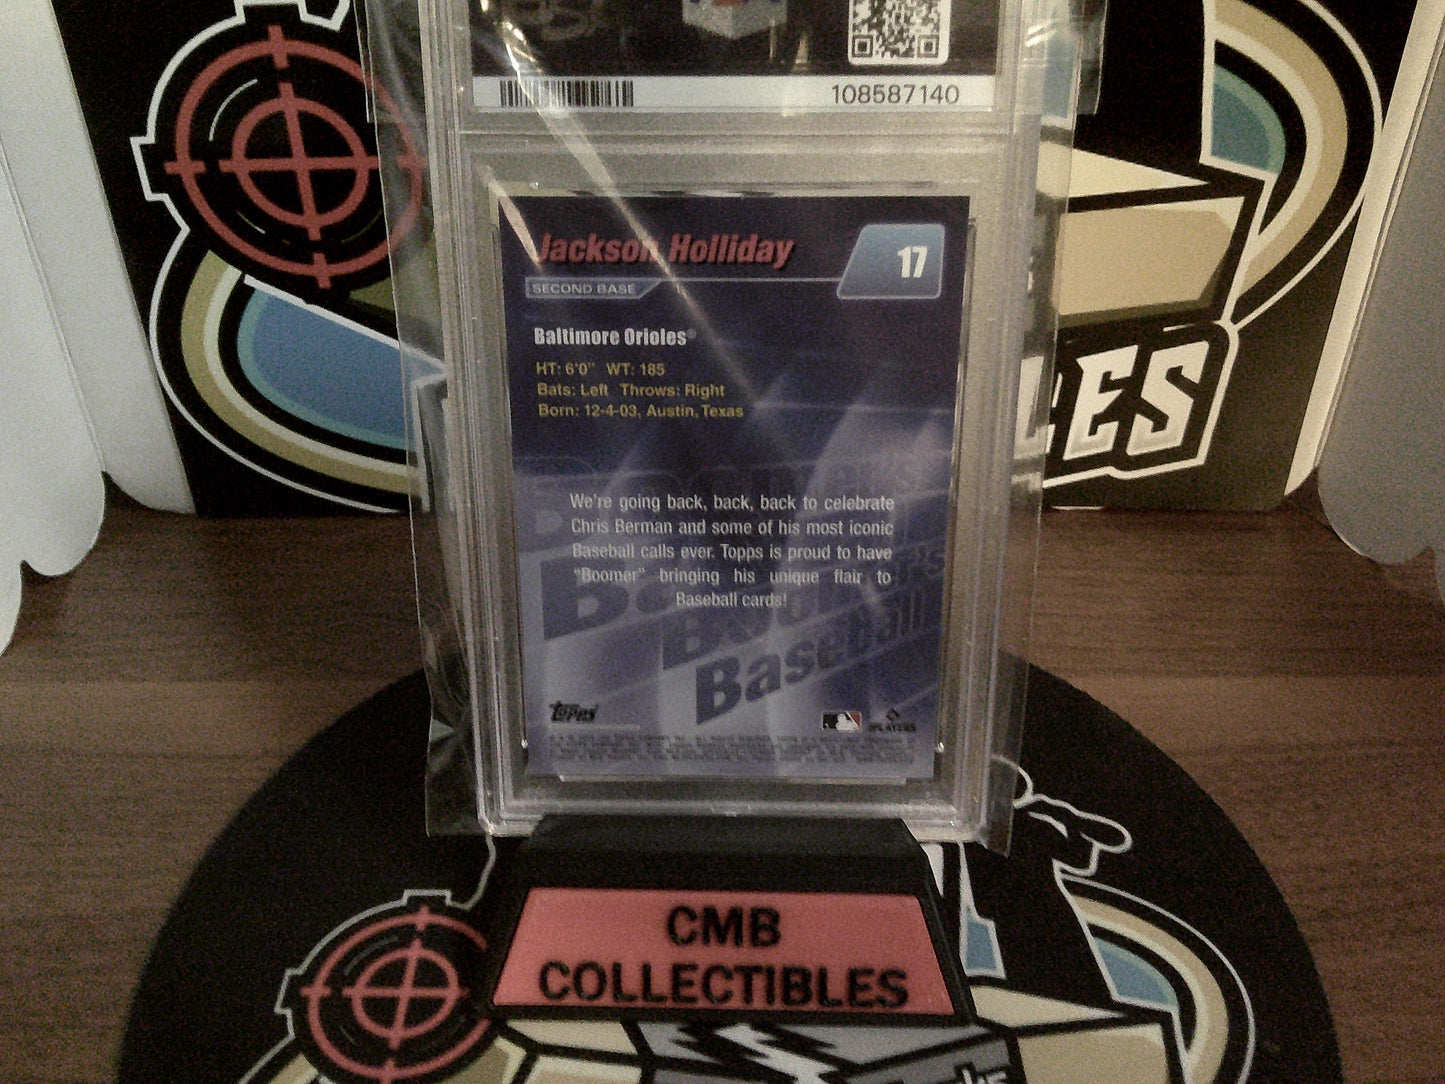 108587140
Jackson Holliday
17
SECOND BASE
Baltimore Orioles®
HT: 6'0" WT: 185
Bats: Left Throws: Right
Born: 12-4-03, Austin, Texas
We're going back, back, back to celebrate
Chris Berman and some of his most iconic
Baseball calls ever. Topps is proud to have
"Boomer" bringing his unique flair to
Baseball cards!
Baseball
Topps
PLAYERS
CMB
COLLECTIBLES